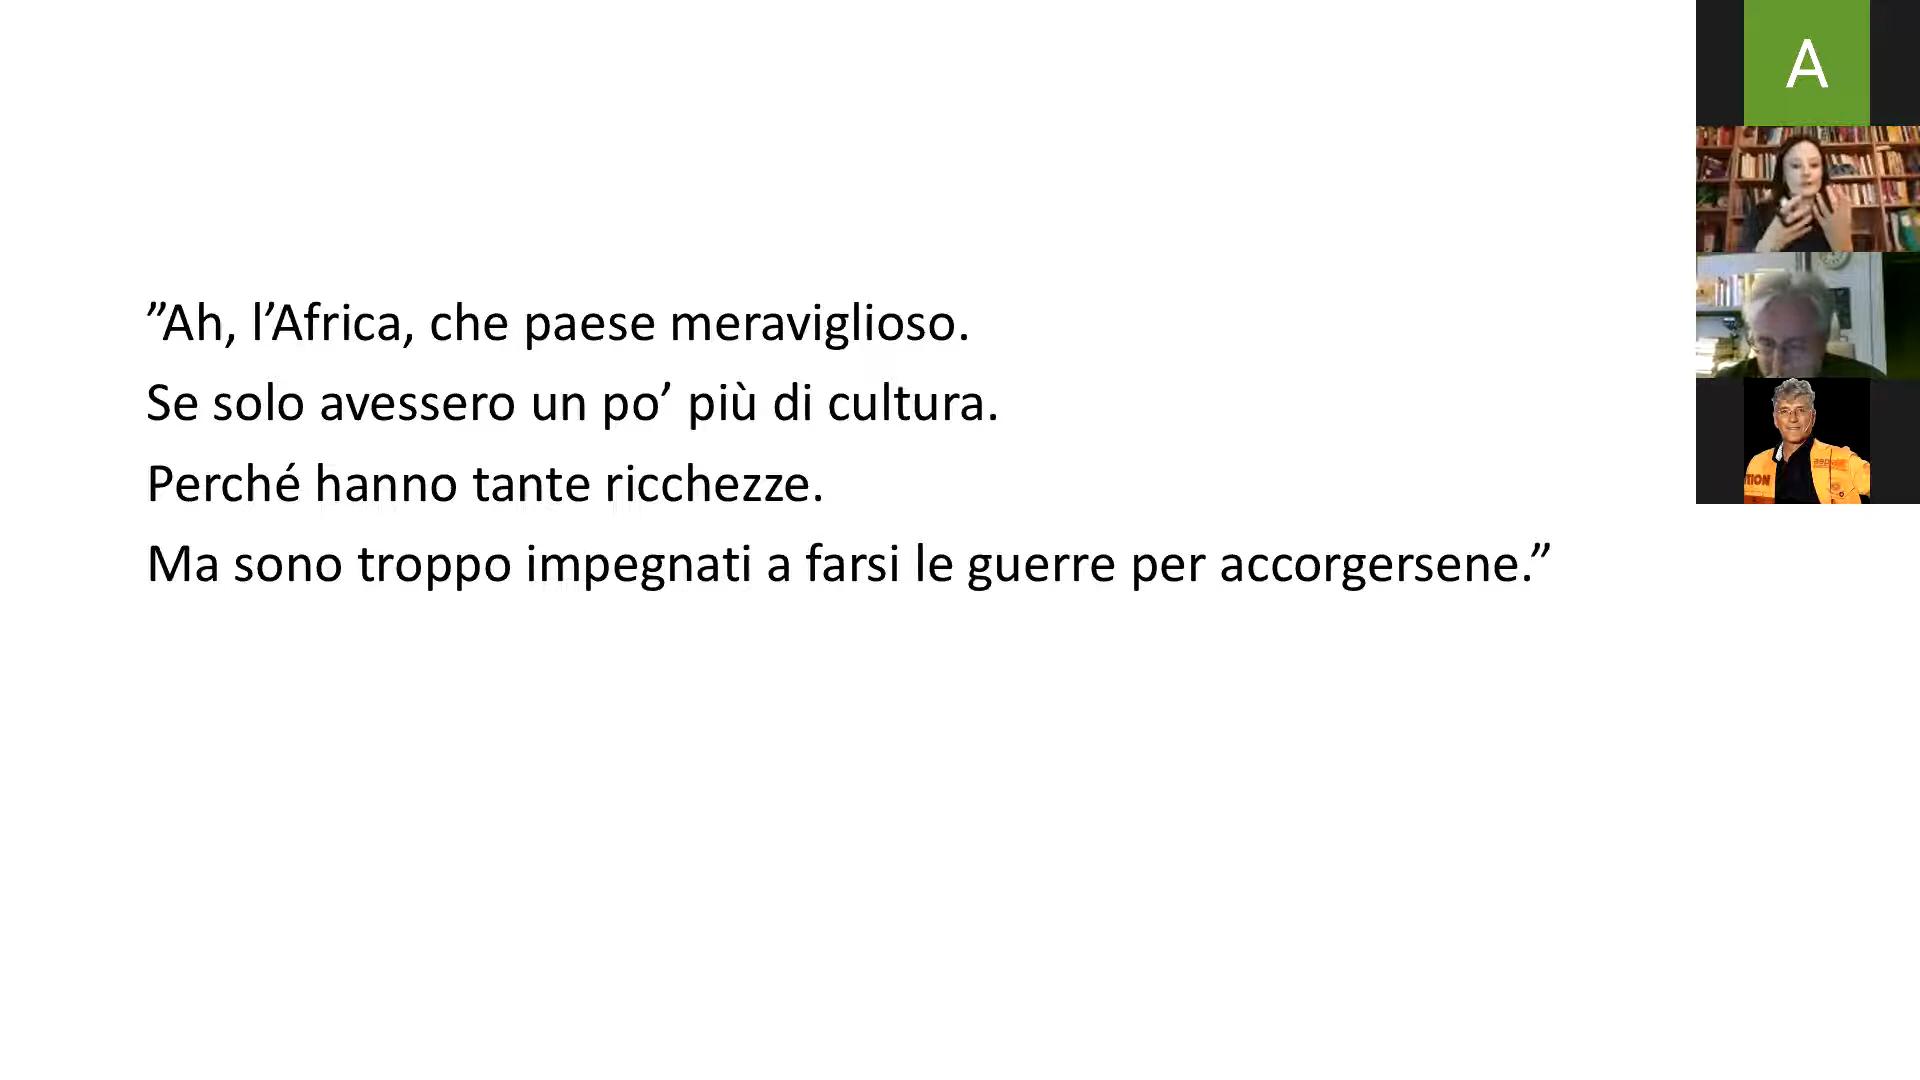 ”Ah, l’Africa, che paese meraviglioso.
Se solo avessero un po’ più di cultura.
Perché hanno tante ricchezze.
Ma sono troppo impegnati a farsi le guerre per accorgersene.”
A
TION